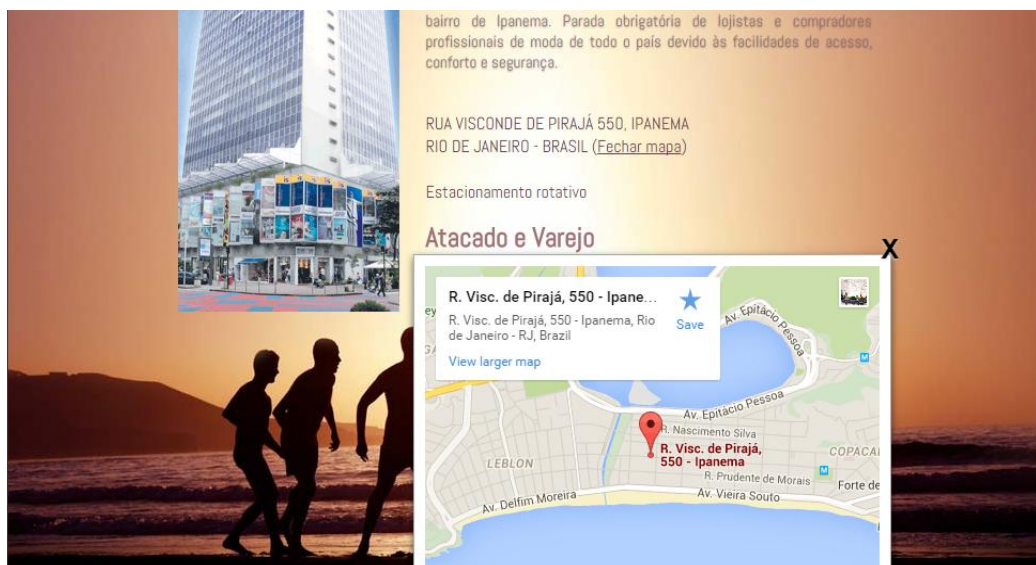 bairro de Ipanema. Parada obrigatória de lojistas e compradores
profissionais de moda de todo o país devido às facilidades de acesso,
conforto e segurança.
RUA VISCONDE DE PIRAJÁ 550, IPANEMA
RIO DE JANEIRO - BRASIL (Fechar mapa)
Estacionamento rotativo
Atacado e Varejo
X
R. Visc. de Pirajá, 550 - Ipane...
R. Visc. de Pirajá, 550 - Ipanema, Rio
de Janeiro - RJ, Brazil
Save
View larger map
Av. Epitácio Pessoa
M
Av. Epitácio Pessoa
R. Nascimento Silva
R. Visc. de Pirajá,
550 - Ipanema
LEBLON
COPACA
M
R. Prudente de Morais
Forte de
Av. Delfim Moreira
Av. Vieira Souto